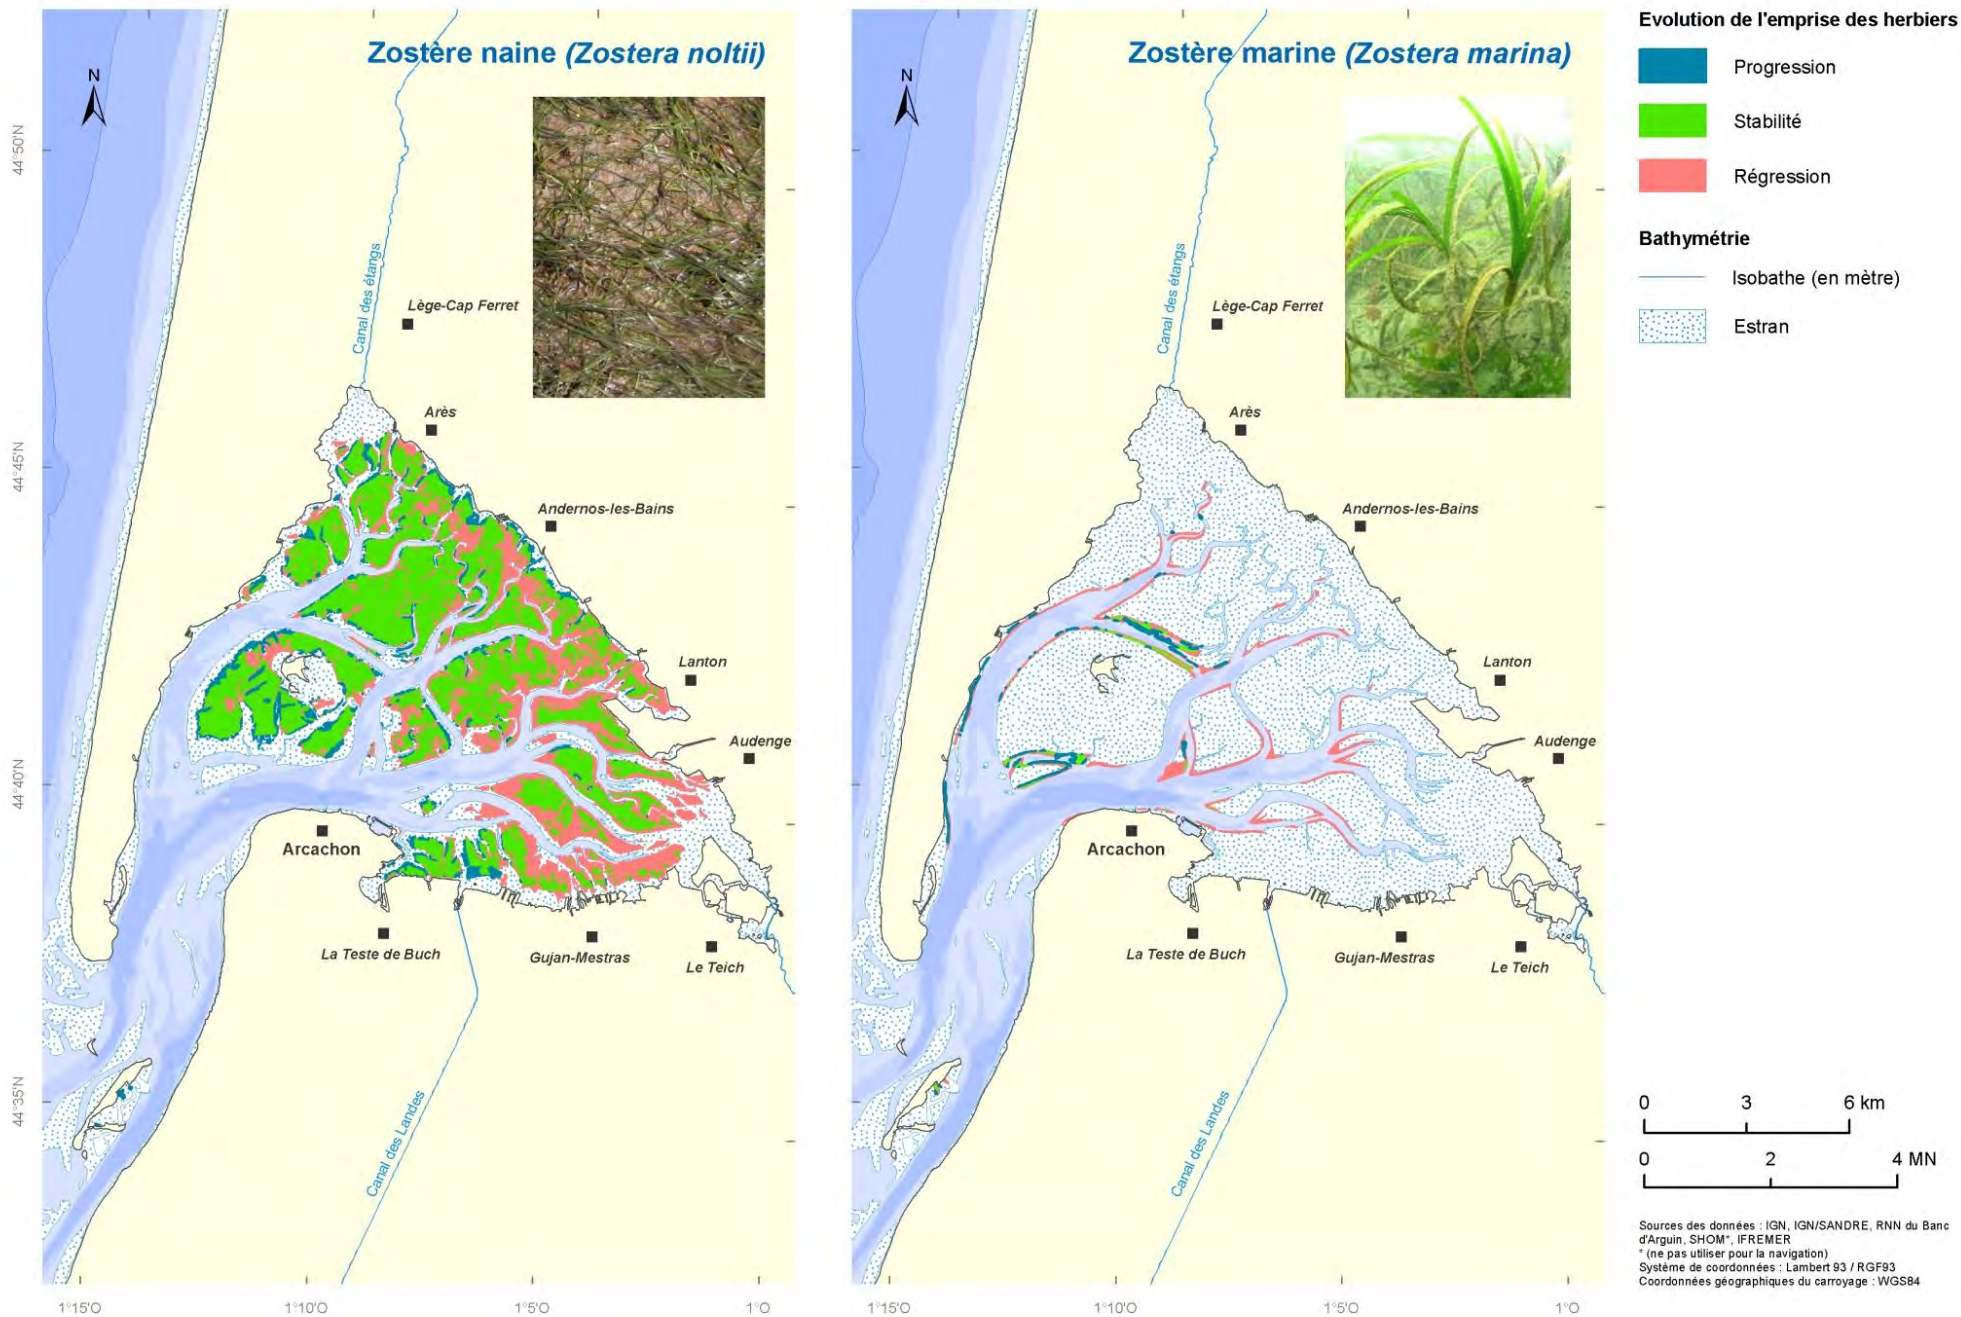 Zostère naine (Zostera noltii)
N
44°50'N
44°45'N
44°40'N
44°35'N
Canal des étangs
Lège-Cap Ferret
Arès
Andernos-les-Bains
Lanton
Audenge
Arcachon
La Teste de Buch
Gujan-Mestras
Le Teich
Canal des Landes
1°15'O
1°10'O
1°5'O
1°O
Zostère marine (Zostera marina)
N
Canal des étangs
Lège-Cap Ferret
Arès
Andernos-les-Bains
Lanton
Audenge
Arcachon
La Teste de Buch
Gujan-Mestras
Le Teich
Canal des Landes
1°15'O
1°10'O
1°5'O
1°O
Evolution de l'emprise des herbiers
Progression
Stabilité
Régression
Bathymétrie
Isobathe (en mètre)
Estran
0 3 6 km
0 2 4 MN
Sources des données : IGN, IGN/SANDRE, RNN du Banc
d'Arguin, SHOM*, IFREMER
* (ne pas utiliser pour la navigation)
Système de coordonnées : Lambert 93 / RGF93
Coordonnées géographiques du carroyage : WGS84